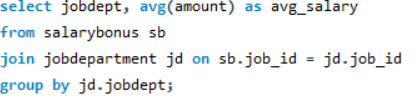 select jobdept, avg(amount) as avg_salary
from salarybonus sb
join jobdepartment jd on sb.job_id = jd.job_id
group by jd.jobdept;